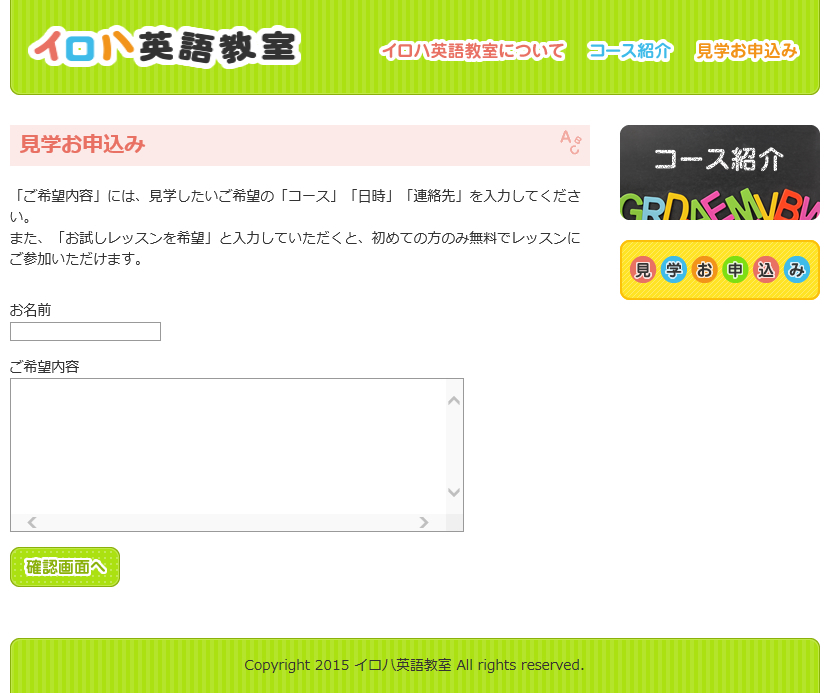 イロハ英語教室
イロハ英語教室について
コース紹介
見学お申込み
見学お申込み
ABC
「ご希望内容」には、見学したいご希望の「コース」「日時」「連絡先」を入力してくださ
い。
また、「お試しレッスンを希望」と入力していただくと、初めての方のみ無料でレッスンに
ご参加いただけます。
お名前
ご希望内容
確認画面へ
コース紹介
GRDAEMVBW
見学お申込み
Copyright 2015 イロハ英語教室 All rights reserved.